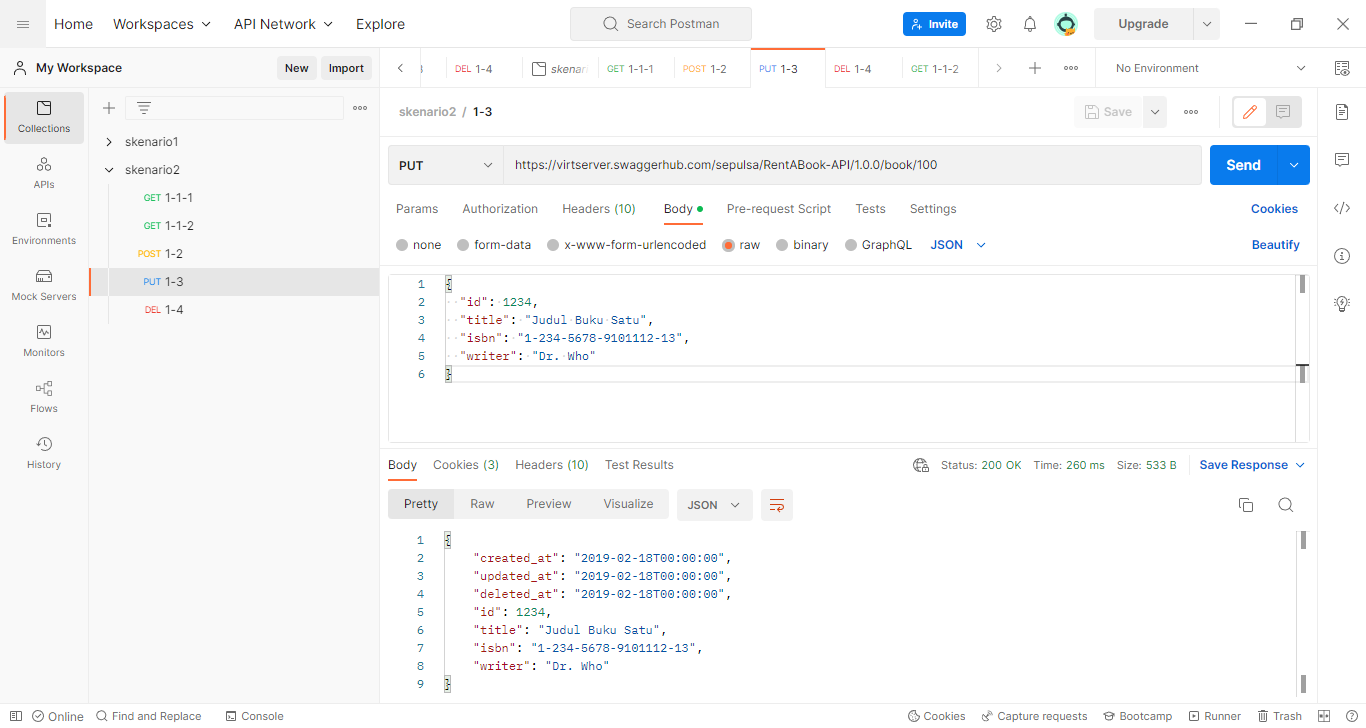 Home Workspaces API Network Explore Search Postman Invite Upgrade
My Workspace New Import DEL 1-4 skenar GET 1-1-1 POST 1-2 PUT 1-3 DEL 1-4 GET 1-1-2 No Environment
Collections
APIs
Environments
Mock Servers
Monitors
Flows
History
skenario1
skenario2
GET 1-1-1
GET 1-1-2
POST 1-2
PUT 1-3
DEL 1-4
skenario2 / 1-3 Save
PUT https://virtserver.swaggerhub.com/sepulsa/RentABook-API/1.0.0/book/100 Send
Params Authorization Headers (10) Body Pre-request Script Tests Settings Cookies
none form-data x-www-form-urlencoded raw binary GraphQL JSON Beautify
1 {
2 "id": 1234,
3 "title": "Judul Buku Satu",
4 "isbn": "1-234-5678-9101112-13",
5 "writer": "Dr. Who"
6 }
Body Cookies (3) Headers (10) Test Results Status: 200 OK Time: 260 ms Size: 533 B Save Response
Pretty Raw Preview Visualize JSON
1 {
2 "created_at": "2019-02-18T00:00:00",
3 "updated_at": "2019-02-18T00:00:00",
4 "deleted_at": "2019-02-18T00:00:00",
5 "id": 1234,
6 "title": "Judul Buku Satu",
7 "isbn": "1-234-5678-9101112-13",
8 "writer": "Dr. Who"
9 }
Online Find and Replace Console Cookies Capture requests Bootcamp Runner Trash